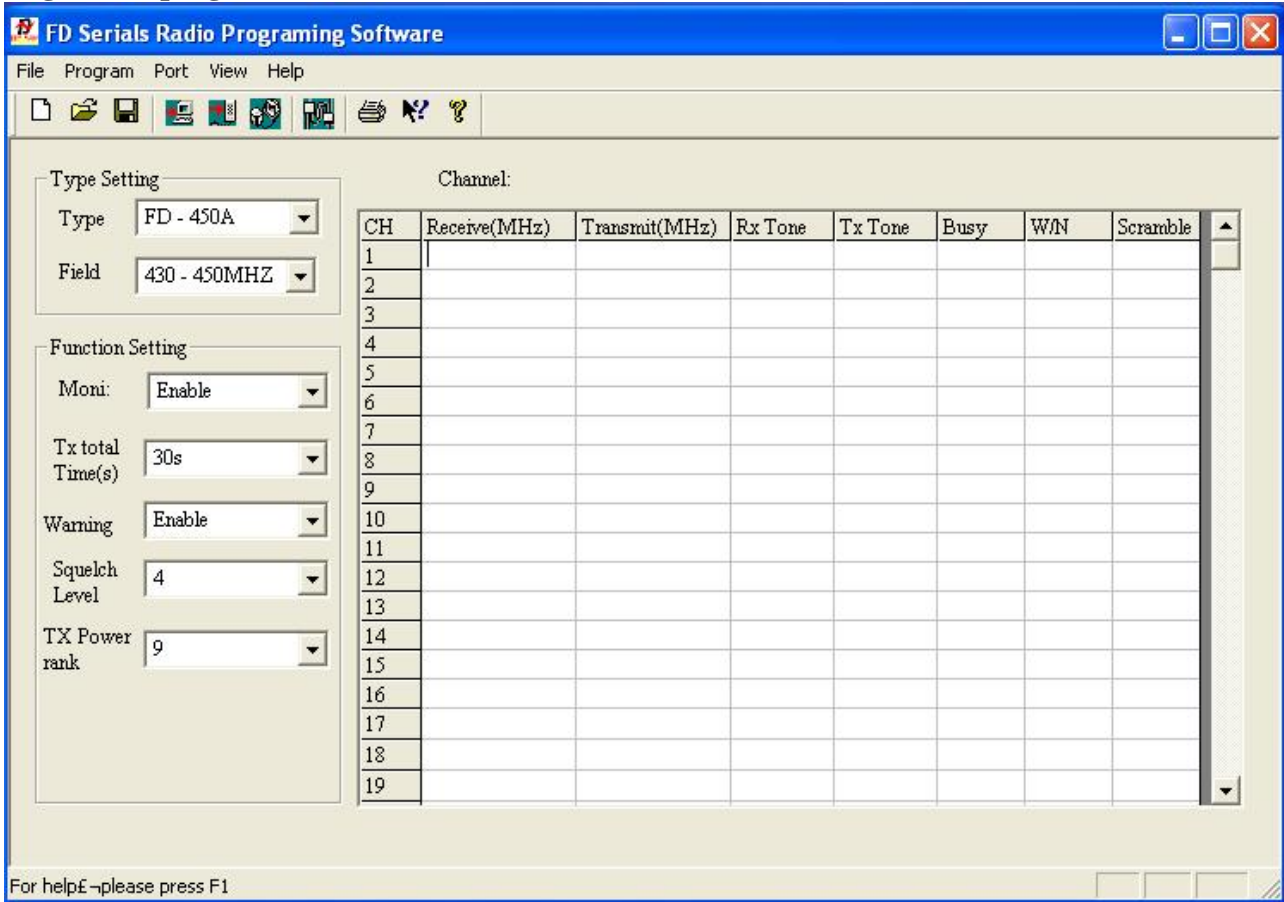 FD Serials Radio Programing Software
File Program Port View Help
Type Setting
Type FD - 450A
Field 430 - 450MHZ
Function Setting
Moni: Enable
Tx total Time(s) 30s
Warning Enable
Squelch Level 4
TX Power rank 9
Channel:
CH Receive(MHz) Transmit(MHz) Rx Tone Tx Tone Busy W/N Scramble
1
2
3
4
5
6
7
8
9
10
11
12
13
14
15
16
17
18
19
For help£¬please press F1